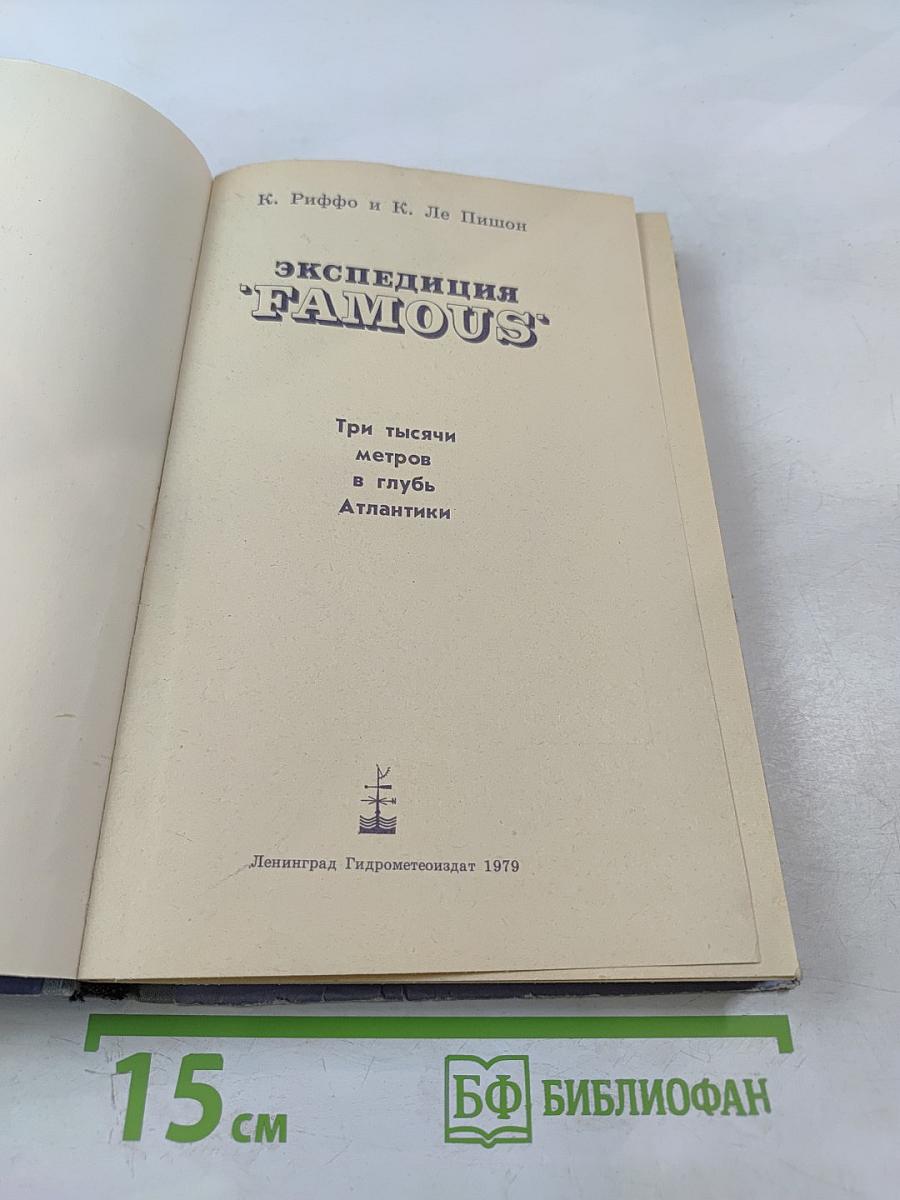 К. Риффо и К. Ле Пишон
ЭКСПЕДИЦИЯ
"FAMOUS"
Три тысячи
метров
в глубь
Атлантики
Ленинград Гидрометеоиздат 1979
15 см
БФ БИБЛИОФАН